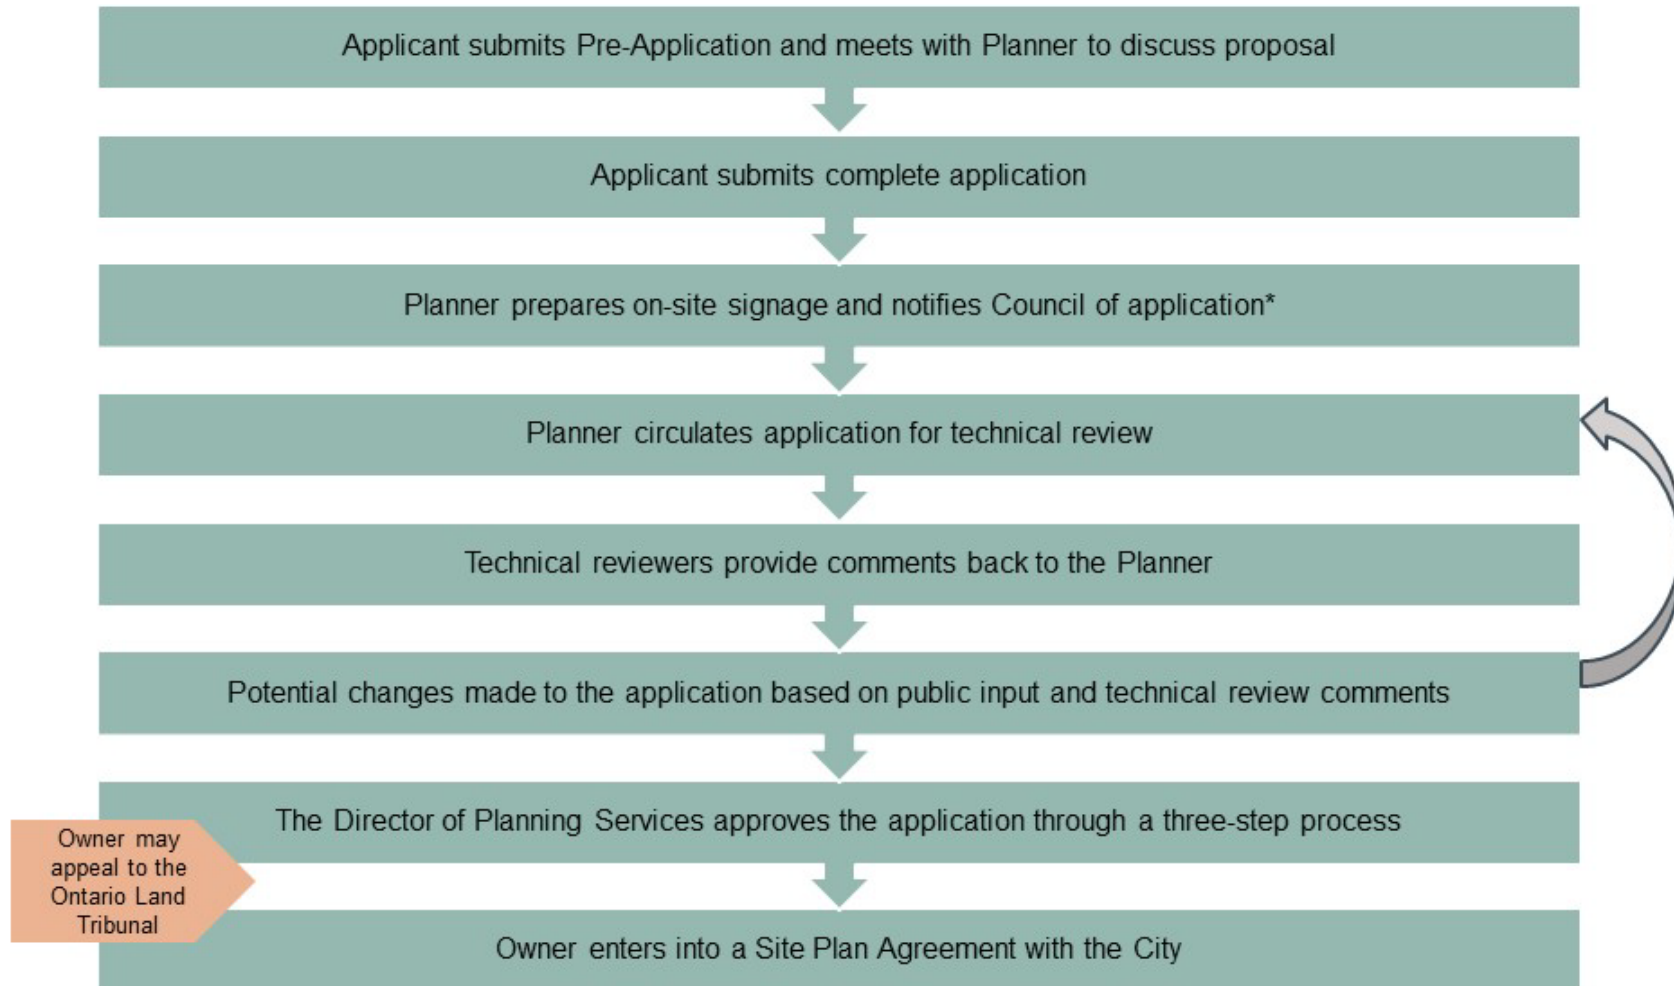 Applicant submits Pre-Application and meets with Planner to discuss proposal
Applicant submits complete application
Planner prepares on-site signage and notifies Council of application*
Planner circulates application for technical review
Technical reviewers provide comments back to the Planner
Potential changes made to the application based on public input and technical review comments
The Director of Planning Services approves the application through a three-step process
Owner may
appeal to the
Ontario Land
Tribunal
Owner enters into a Site Plan Agreement with the City